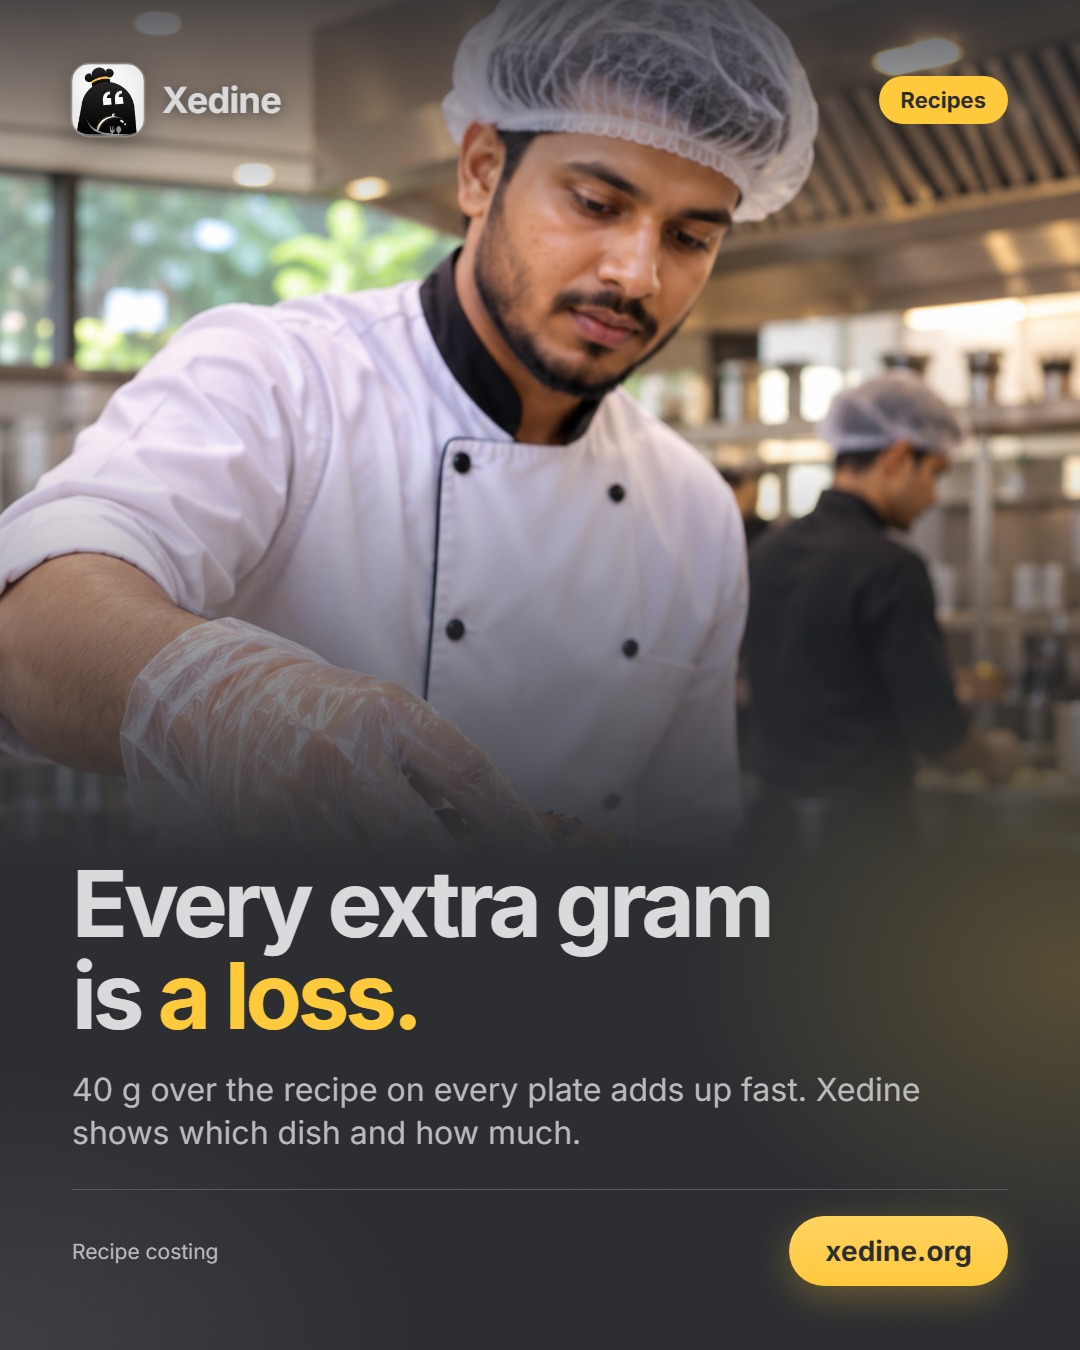 Xedine
Recipes
Every extra gram
is a loss.
40 g over the recipe on every plate adds up fast. Xedine
shows which dish and how much.
Recipe costing
xedine.org